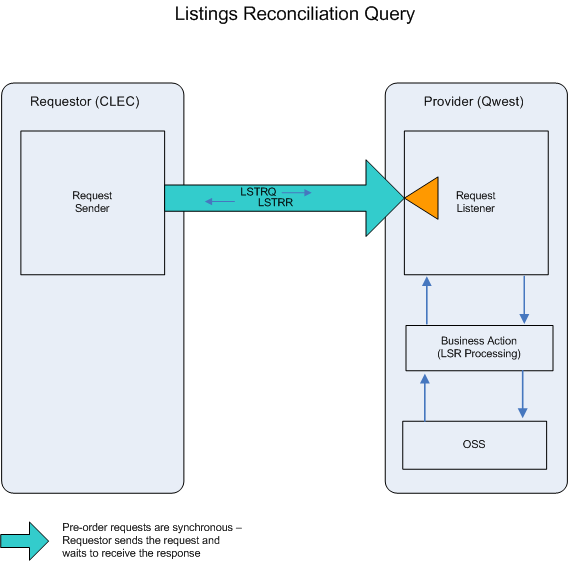 Listings Reconciliation Query
Requestor (CLEC)
Provider (Qwest)
Request
Sender
LSTRQ
LSTRR
Request
Listener
Business Action
(LSR Processing)
OSS
Pre-order requests are synchronous –
Requestor sends the request and
waits to receive the response